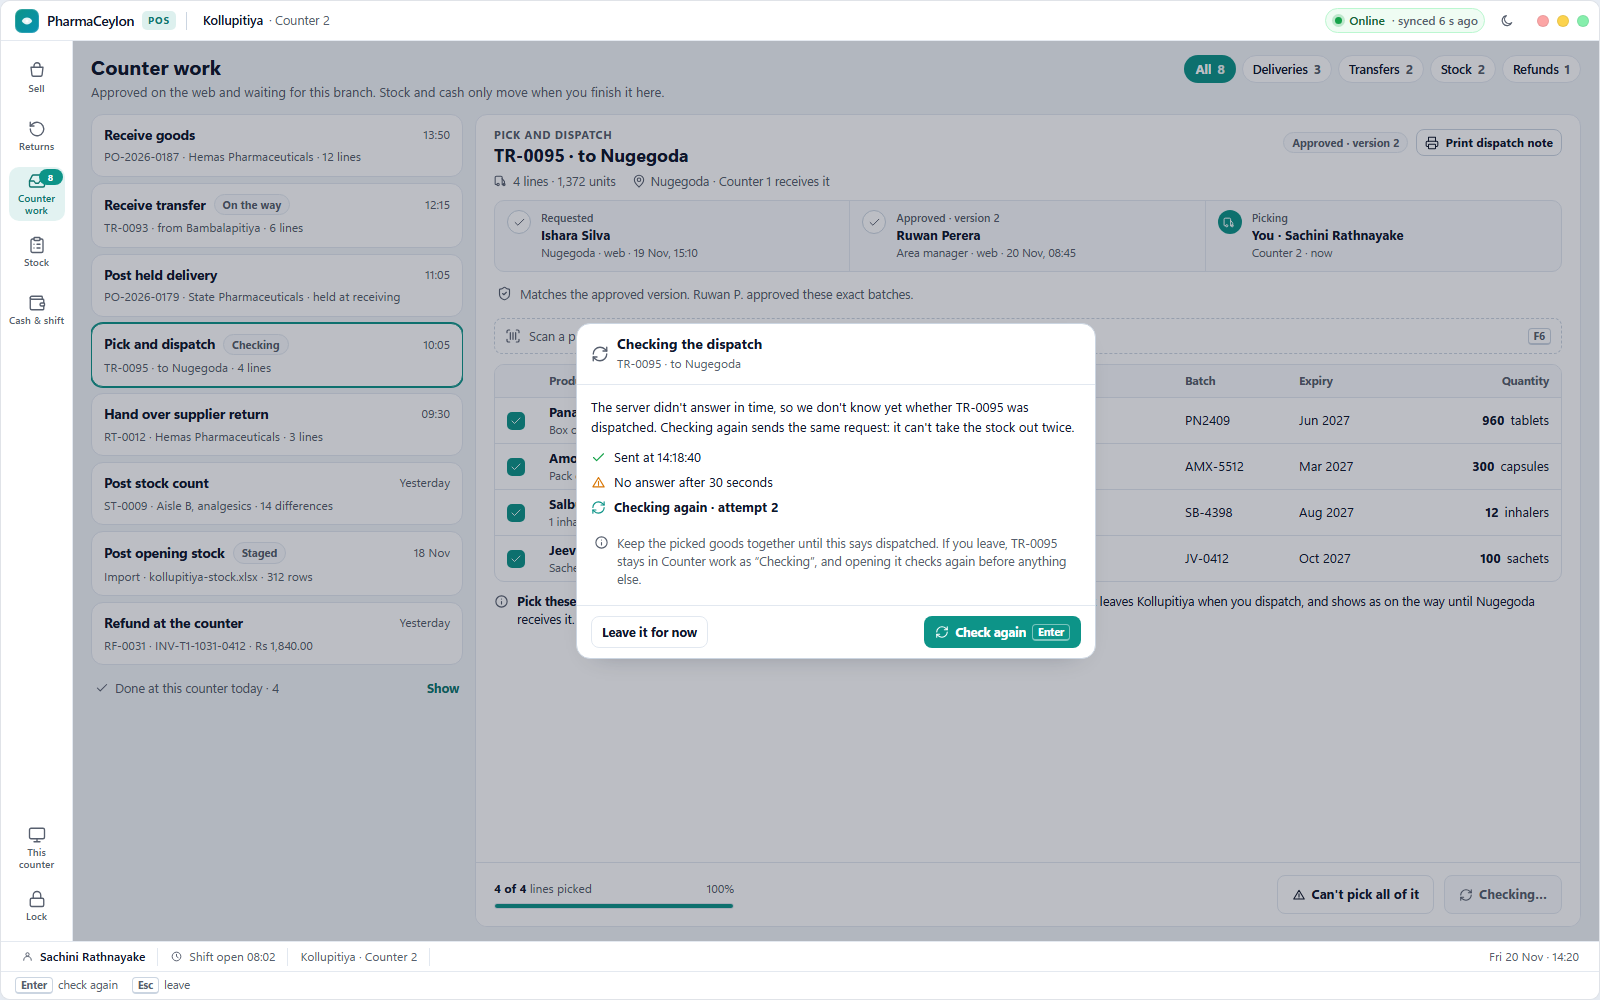 PharmaCeylon POS Kollupitiya · Counter 2
Online · synced 6 s ago
Sell
Returns
8
Counter work
Stock
Cash & shift
This counter
Lock
Counter work
Approved on the web and waiting for this branch. Stock and cash only move when you finish it here.
All 8 Deliveries 3 Transfers 2 Stock 2 Refunds 1
Receive goods 13:50
PO-2026-0187 · Hemas Pharmaceuticals · 12 lines
Receive transfer On the way 12:15
TR-0093 · from Bambalapitiya · 6 lines
Post held delivery 11:05
PO-2026-0179 · State Pharmaceuticals · held at receiving
Pick and dispatch Checking 10:05
TR-0095 · to Nugegoda · 4 lines
Hand over supplier return 09:30
RT-0012 · Hemas Pharmaceuticals · 3 lines
Post stock count Yesterday
ST-0009 · Aisle B, analgesics · 14 differences
Post opening stock Staged 18 Nov
Import · kollupitiya-stock.xlsx · 312 rows
Refund at the counter Yesterday
RF-0031 · INV-T1-1031-0412 · Rs 1,840.00
Done at this counter today · 4 Show
PICK AND DISPATCH
TR-0095 · to Nugegoda
Approved · version 2 Print dispatch note
4 lines · 1,372 units Nugegoda · Counter 1 receives it
Requested
Ishara Silva
Nugegoda · web · 19 Nov, 15:10
Approved · version 2
Ruwan Perera
Area manager · web · 20 Nov, 08:45
Picking
You · Sachini Rathnayake
Counter 2 · now
Matches the approved version. Ruwan P. approved these exact batches.
Scan a p F6
Prod Batch Expiry Quantity
Pana PN2409 Jun 2027 960 tablets
Box o
Amo AMX-5512 Mar 2027 300 capsules
Pack
Salb SB-4398 Aug 2027 12 inhalers
1 inha
Jeev JV-0412 Oct 2027 100 sachets
Sache
Pick these leaves Kollupitiya when you dispatch, and shows as on the way until Nugegoda
receives it.
Checking the dispatch
TR-0095 · to Nugegoda
The server didn't answer in time, so we don't know yet whether TR-0095 was
dispatched. Checking again sends the same request: it can't take the stock out twice.
Sent at 14:18:40
No answer after 30 seconds
Checking again · attempt 2
Keep the picked goods together until this says dispatched. If you leave, TR-0095
stays in Counter work as “Checking”, and opening it checks again before anything
else.
Leave it for now Check again Enter
4 of 4 lines picked 100%
Can't pick all of it Checking...
Sachini Rathnayake Shift open 08:02 Kollupitiya · Counter 2 Fri 20 Nov · 14:20
Enter check again Esc leave